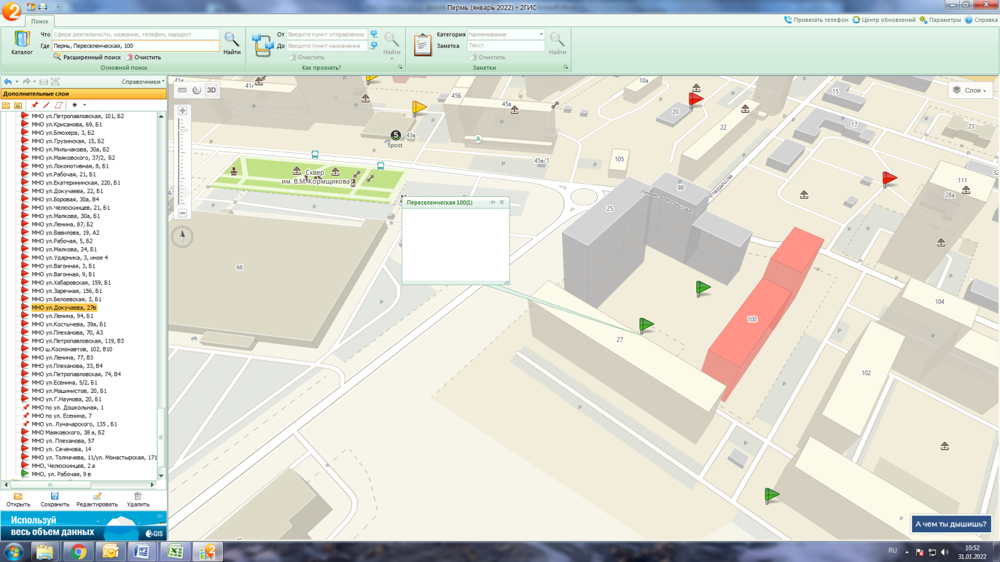 Пермь (январь 2022) - 2ГИС
Поиск
Привязать телефон
Центр обновлений
Параметры
Справка
Каталог
Что
Сфера деятельности, название, телефон, маршрут
Где
Пермь, Переселенческая, 100
Расширенный поиск
Очистить
Найти
Основной поиск
От
Введите пункт отправления
До
Введите пункт назначения
Очистить
Найти
Как проехать?
Категория
Наименование
Заметка
Текст
Очистить
Найти
Заметки
Справочники
Дополнительные слои
МНО ул.Петропавловская, 101, Б2
МНО ул.Крисанова, 69, Б1
МНО ул.Блюхера, 3, Б2
МНО ул.Грузинская, 15, Б2
МНО ул.Мильчакова, 30а, Б2
МНО ул.Маяковского, 37/2, Б2
МНО ул.Локомотивная, 8, Б1
МНО ул.Рабочая, 21, Б1
МНО ул.Екатерининская, 220, Б1
МНО ул.Докучаева, 22, Б1
МНО ул.Боровая, 30а, В4
МНО ул.Челюскинцев, 21, Б1
МНО ул.Малкова, 30а, Б1
МНО ул.Ленина, 87, Б2
МНО ул.Вавилова, 19, А2
МНО ул.Рабочая, 5, Б2
МНО ул.Малкова, 24, Б1
МНО ул.Ударника, 3, иное 4
МНО ул.Вагонная, 3, Б1
МНО ул.Вагонная, 9, Б1
МНО ул.Хабаровская, 159, Б1
МНО ул.Заречная, 156, Б1
МНО ул.Белоевская, 3, Б1
МНО ул.Докучаева, 27в
МНО ул.Ленина, 94, Б1
МНО ул.Костычева, 39а, Б1
МНО ул.Плеханова, 70, А3
МНО ул.Петропавловская, 119, В3
МНО ш.Коснонавтов, 102, В10
МНО ул.Ленина, 77, В3
МНО ул.Плеханова, 33, В4
МНО ул.Петропавловская, 74, В4
МНО ул.Есенина, 5/2, Б1
МНО ул.Машинистов, 20, Б1
МНО ул.Г.Наумова, 20, Б1
МНО по ул. Дошкольная, 1
МНО по ул. Есенина, 7
МНО ул. Луначарского, 135 , Б1
МНО Маяковского, 38 а, Б2
МНО ул. Плеханова, 57
МНО ул. Сеченова, 14
МНО ул. Толмачева, 11/ул. Монастырская, 171
МНО, Челюскинцев, 2 а
МНО, ул. Рабочая, 9 в
Открыть
Сохранить
Редактировать
Удалить
Используй
весь объем данных
18+
2GIS
3D
Слои
41г
45Б
45в
10а
15
20
22
17
23
43в
5
5post
45в/1
105
111
28а
32
Сквер
им. В.М. Кормщикова
98
Переселенческая
Углеуральская
25
Переселенческая 100(1)
66
27
100
104
102
А чем ты дышишь?
RU
10:52
31.01.2022